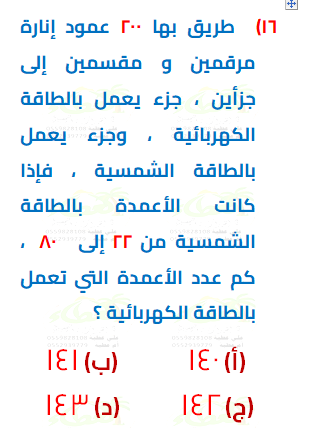 ١٦) طريق بها ٢٠٠ عمود إنارة
مرقمين و مقسمين إلى
جزأين ، جزء يعمل بالطاقة
الكهربائية ، وجزء يعمل
بالطاقة الشمسية ، فإذا
كانت الأعمدة بالطاقة
الشمسية من ٢٢ إلى ٨٠ ،
كم عدد الأعمدة التي تعمل
بالطاقة الكهربائية ؟
(أ) ١٤٠ (ب) ١٤١
(ج) ١٤٢ (د) ١٤٣